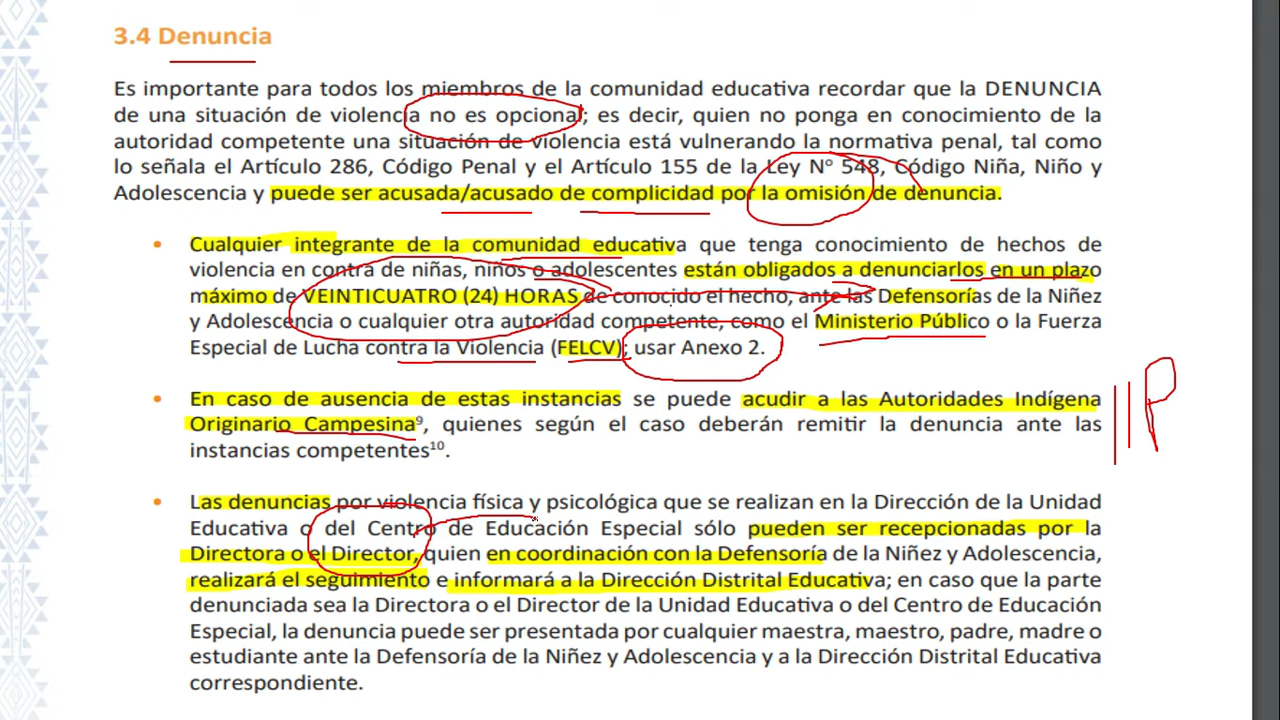 3.4 Denuncia
Es importante para todos los miembros de la comunidad educativa recordar que la DENUNCIA
de una situación de violencia no es opcional; es decir, quien no ponga en conocimiento de la
autoridad competente una situación de violencia está vulnerando la normativa penal, tal como
lo señala el Artículo 286, Código Penal y el Artículo 155 de la Ley N° 548, Código Niña, Niño y
Adolescencia y puede ser acusada/acusado de complicidad por la omisión de denuncia.
• Cualquier integrante de la comunidad educativa que tenga conocimiento de hechos de
violencia en contra de niñas, niños o adolescentes están obligados a denunciarlos en un plazo
máximo de VEINTICUATRO (24) HORAS de conocido el hecho, ante las Defensorías de la Niñez
y Adolescencia o cualquier otra autoridad competente, como el Ministerio Público o la Fuerza
Especial de Lucha contra la Violencia (FELCV); usar Anexo 2.
• En caso de ausencia de estas instancias se puede acudir a las Autoridades Indígena
Originario Campesina⁹, quienes según el caso deberán remitir la denuncia ante las
instancias competentes¹⁰.
• Las denuncias por violencia física y psicológica que se realizan en la Dirección de la Unidad
Educativa o del Centro de Educación Especial sólo pueden ser recepcionadas por la
Directora o el Director, quien en coordinación con la Defensoría de la Niñez y Adolescencia,
realizará el seguimiento e informará a la Dirección Distrital Educativa; en caso que la parte
denunciada sea la Directora o el Director de la Unidad Educativa o del Centro de Educación
Especial, la denuncia puede ser presentada por cualquier maestra, maestro, padre, madre o
estudiante ante la Defensoría de la Niñez y Adolescencia y a la Dirección Distrital Educativa
correspondiente.